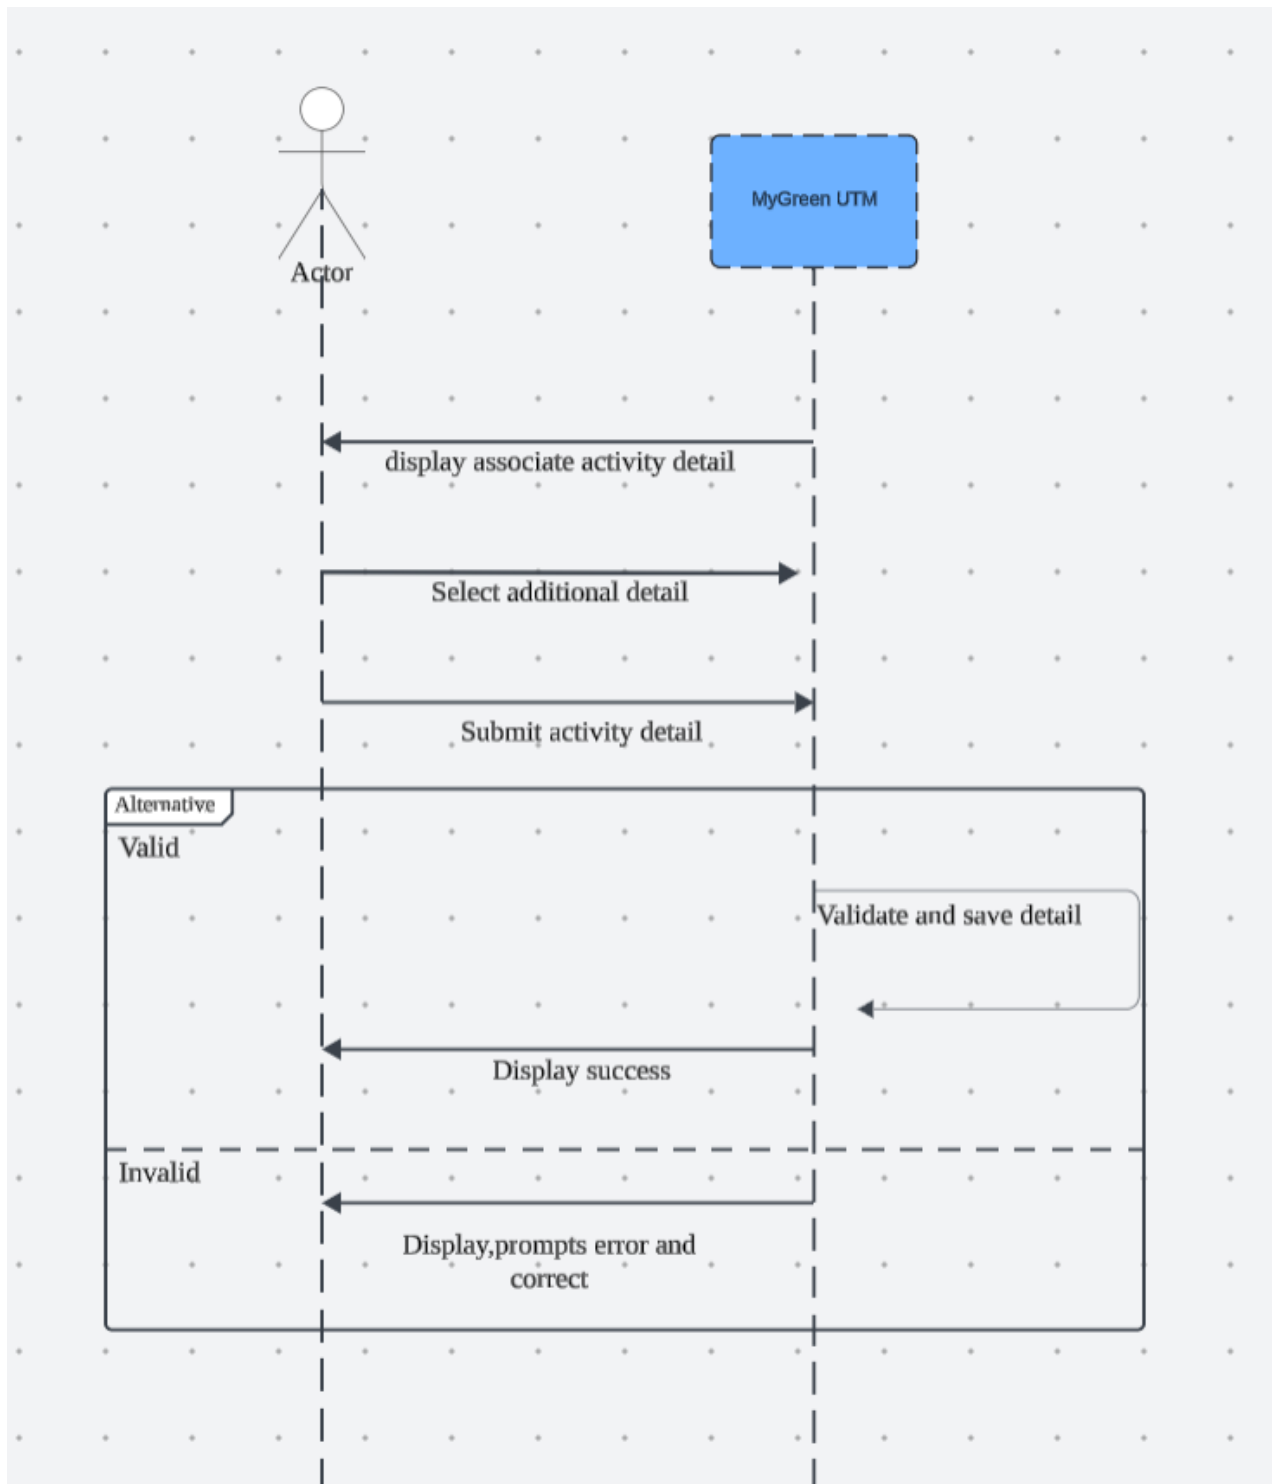 Actor
MyGreen UTM
display associate activity detail
Select additional detail
Submit activity detail
Alternative
Valid
Validate and save detail
Display success
Invalid
Display,prompts error and
correct